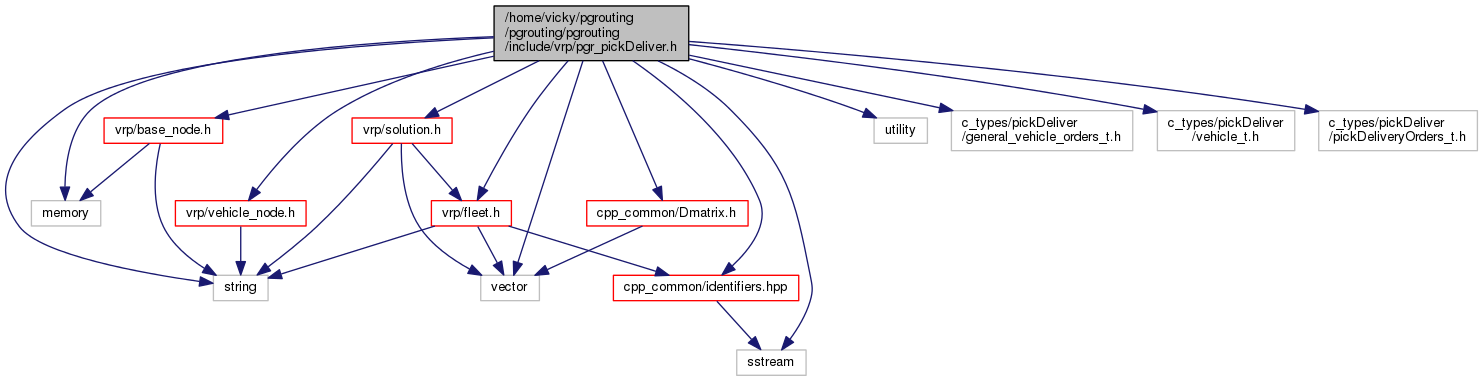 /home/vicky/pgrouting
/pgrouting/pgrouting
/include/vrp/pgr_pickDeliver.h
vrp/base_node.h
vrp/solution.h
utility
c_types/pickDeliver
/general_vehicle_orders_t.h
c_types/pickDeliver
/vehicle_t.h
c_types/pickDeliver
/pickDeliveryOrders_t.h
memory
vrp/vehicle_node.h
vrp/fleet.h
cpp_common/Dmatrix.h
string
vector
cpp_common/identifiers.hpp
sstream